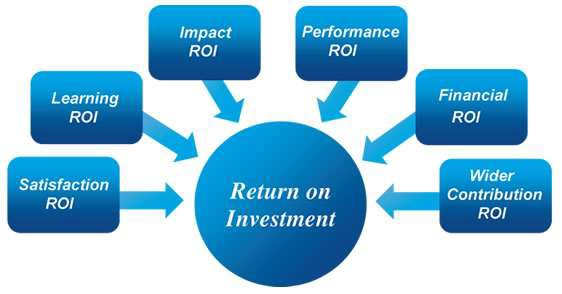 Impact
ROI
Performance
ROI
Learning
ROI
Financial
ROI
Satisfaction
ROI
Wider
Contribution
ROI
Return on
Investment